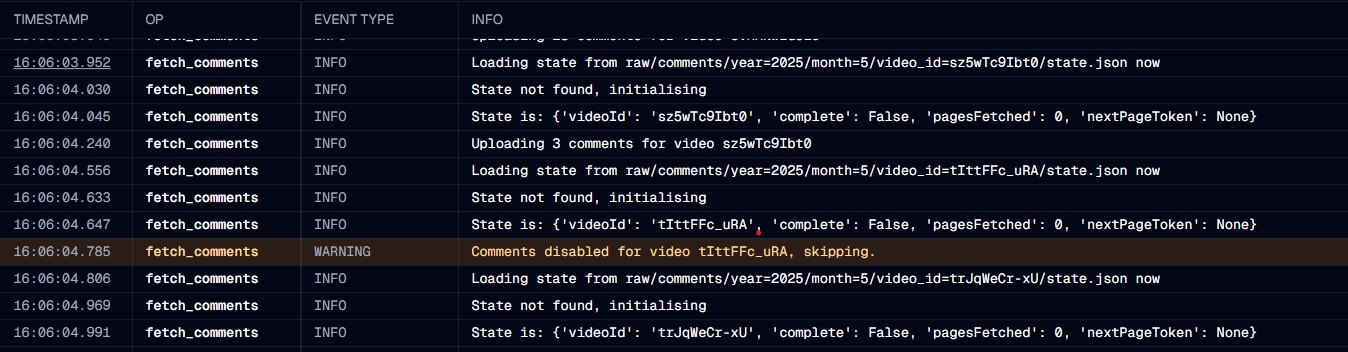 TIMESTAMP OP EVENT TYPE INFO
fetch_comments INFO
16:06:03.952 fetch_comments INFO Loading state from raw/comments/year=2025/month=5/video_id=sz5wTc9Ibt0/state.json now
16:06:04.030 fetch_comments INFO State not found, initialising
16:06:04.045 fetch_comments INFO State is: {'videoId': 'sz5wTc9Ibt0', 'complete': False, 'pagesFetched': 0, 'nextPageToken': None}
16:06:04.240 fetch_comments INFO Uploading 3 comments for video sz5wTc9Ibt0
16:06:04.556 fetch_comments INFO Loading state from raw/comments/year=2025/month=5/video_id=tIttFFc_uRA/state.json now
16:06:04.633 fetch_comments INFO State not found, initialising
16:06:04.647 fetch_comments INFO State is: {'videoId': 'tIttFFc_uRA', 'complete': False, 'pagesFetched': 0, 'nextPageToken': None}
16:06:04.785 fetch_comments WARNING Comments disabled for video tIttFFc_uRA, skipping.
16:06:04.806 fetch_comments INFO Loading state from raw/comments/year=2025/month=5/video_id=trJqWeCr-xU/state.json now
16:06:04.969 fetch_comments INFO State not found, initialising
16:06:04.991 fetch_comments INFO State is: {'videoId': 'trJqWeCr-xU', 'complete': False, 'pagesFetched': 0, 'nextPageToken': None}